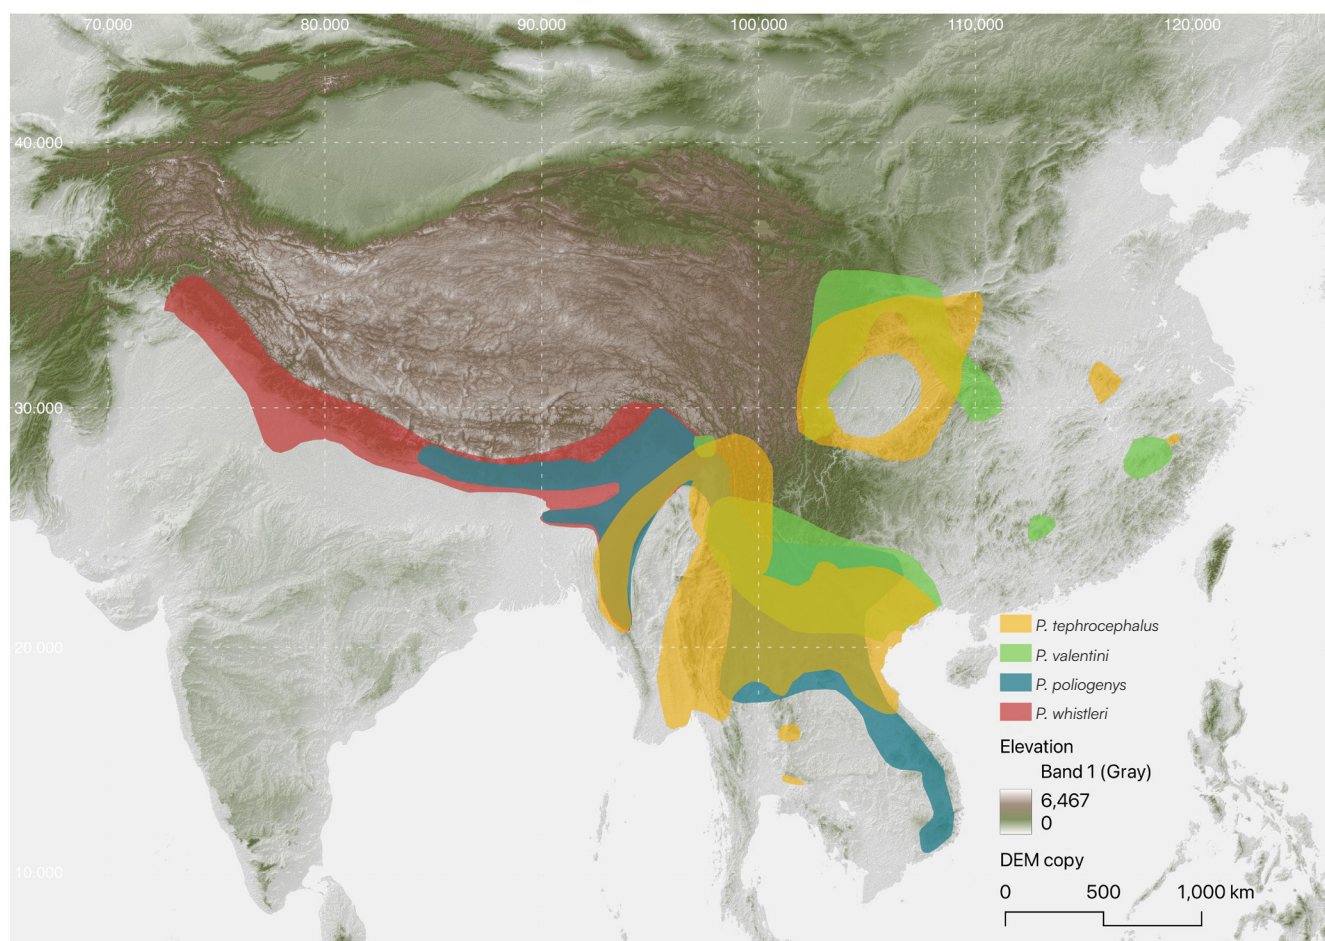 70.000 80.000 90.000 100.000 110.000 120.000
40.000
30.000
20.000
10.000
P. tephrocephalus
P. valentini
P. poliogenys
P. whistleri
Elevation
Band 1 (Gray)
6,467
0
DEM copy
0 500 1,000 km